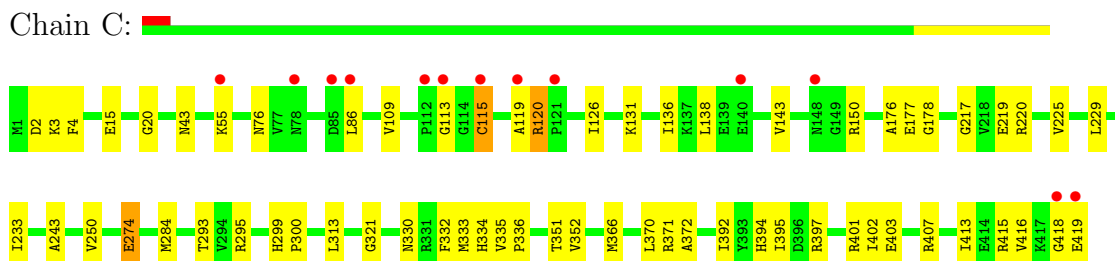 Chain C:
M1 D2 K3 F4 E15 G20 N43 K55 N76 V77 N78 D85 L86 V109 P112 G113 G114 C115 A119 R120 P121 I126 K131 I136 K137 L138 E139 E140 V143 N148 G149 R150 A176 E177 G178 G217 V218 E219 R220 V225 L229
I233 A243 V250 E274 M284 T293 V294 R295 H299 P300 L313 G321 N330 R331 F332 M333 H334 V335 P336 T351 V352 M366 L370 R371 A372 I392 Y393 H394 I395 D396 R397 R401 I402 E403 R407 I413 E414 R415 V416 K417 G418 E419